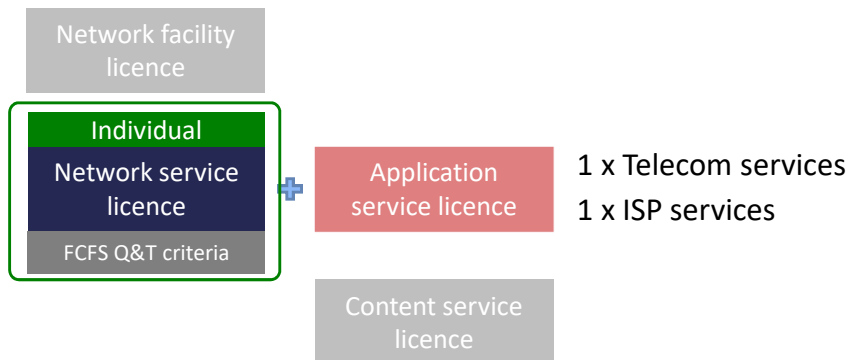 Network facility
licence
Individual
Network service
licence
FCFS Q&T criteria
Application
service licence
1 x Telecom services
1 x ISP services
Content service
licence